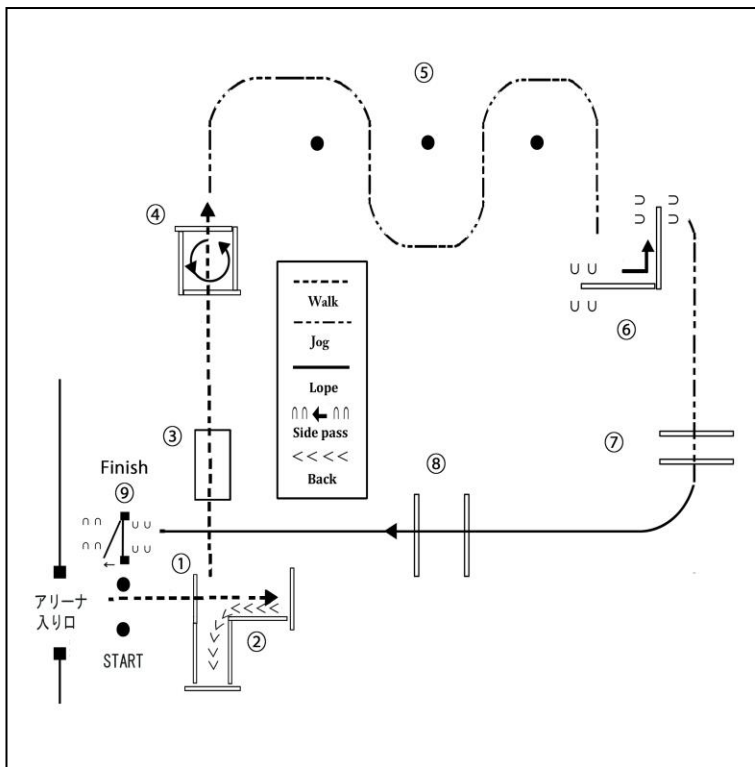 ⑤
④
Walk
Jog
Lope
Side pass
Back
⑥
③
⑦
⑧
Finish
⑨
①
アリーナ
入り口
②
START